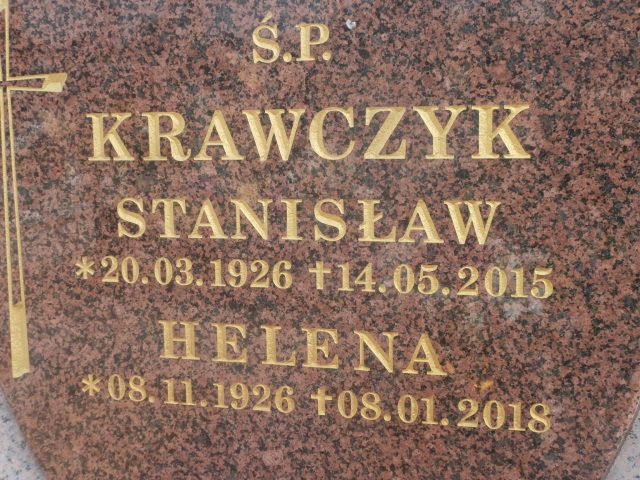 Ś.P.
KRAWCZYK
STANISŁAW
*20.03.1926 †14.05.2015
HELENA
*08.11.1926 †08.01.2018